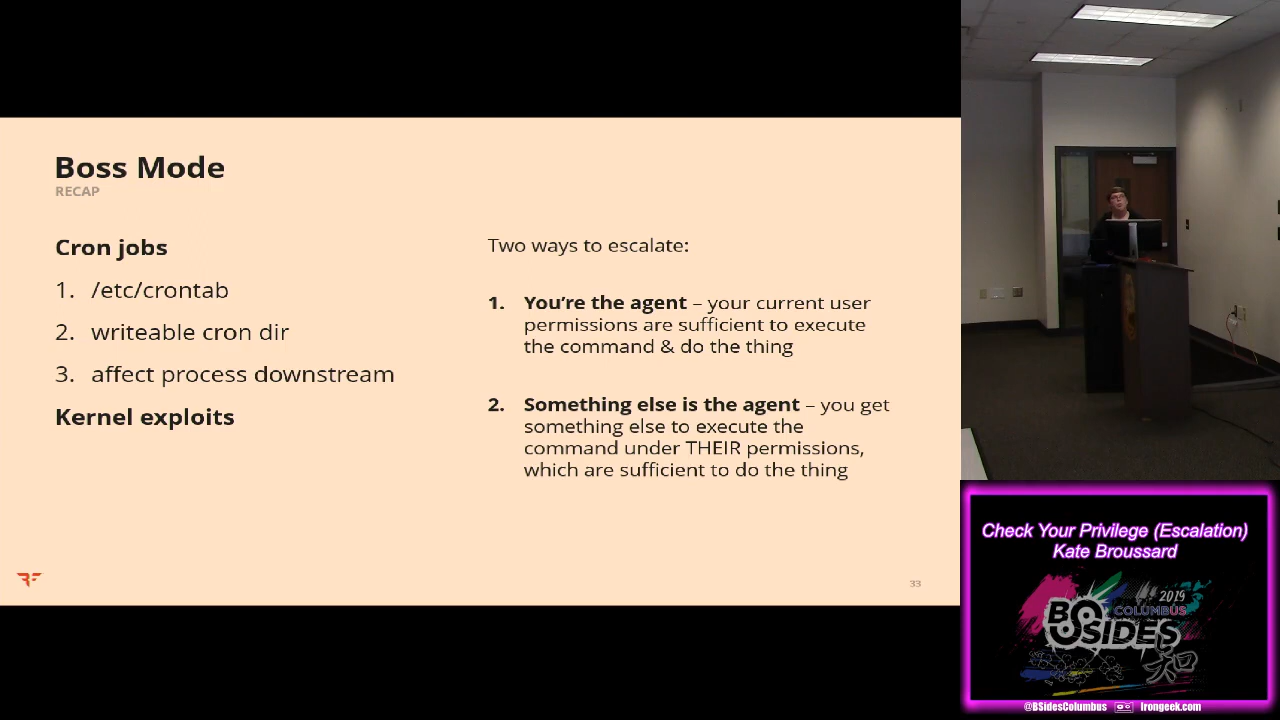 Boss Mode
RECAP
Cron jobs
1. /etc/crontab
2. writeable cron dir
3. affect process downstream
Kernel exploits
Two ways to escalate:
1. You're the agent – your current user
permissions are sufficient to execute
the command & do the thing
2. Something else is the agent – you get
something else to execute the
command under THEIR permissions,
which are sufficient to do the thing
33
Check Your Privilege (Escalation)
Kate Broussard
2019
COLUMBUS
BSIDES
知
@BSidesColumbus
Irongeek.com